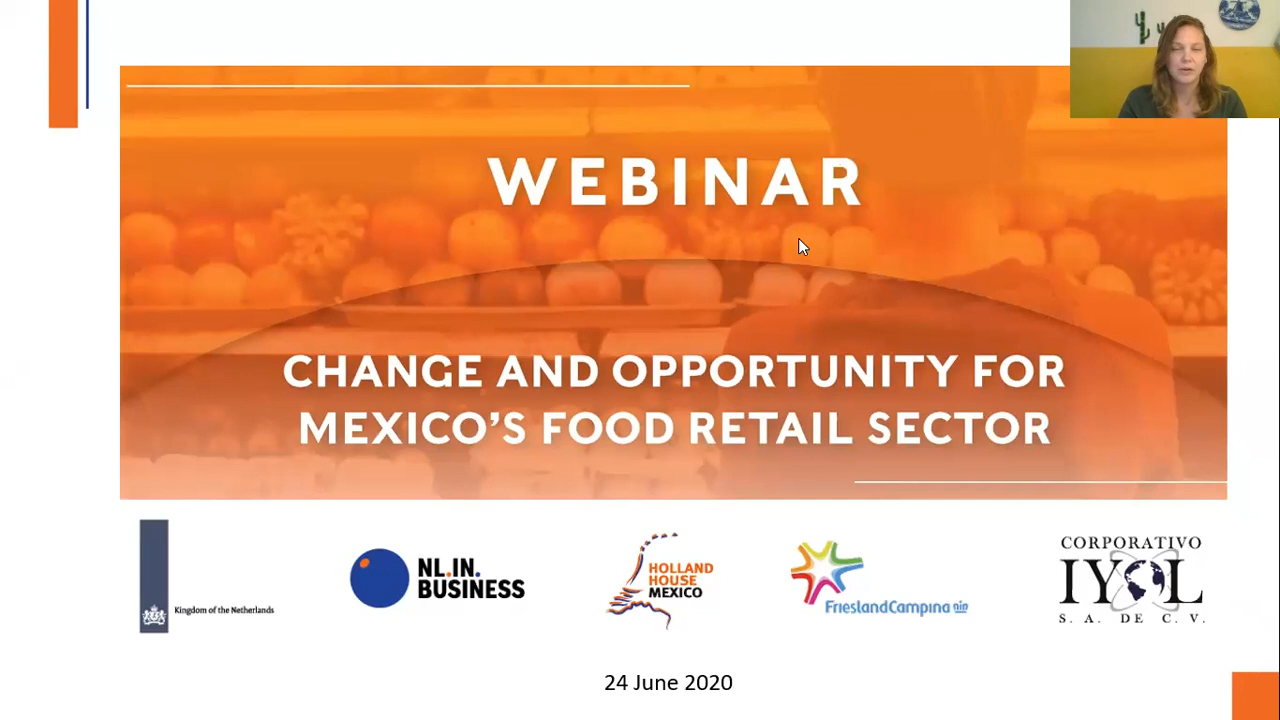 WEBINAR
CHANGE AND OPPORTUNITY FOR
MEXICO'S FOOD RETAIL SECTOR
Kingdom of the Netherlands
NL.IN.
BUSINESS
HOLLAND
HOUSE
MEXICO
FrieslandCampina
CORPORATIVO
IYOL
S. A. DE C. V.
24 June 2020